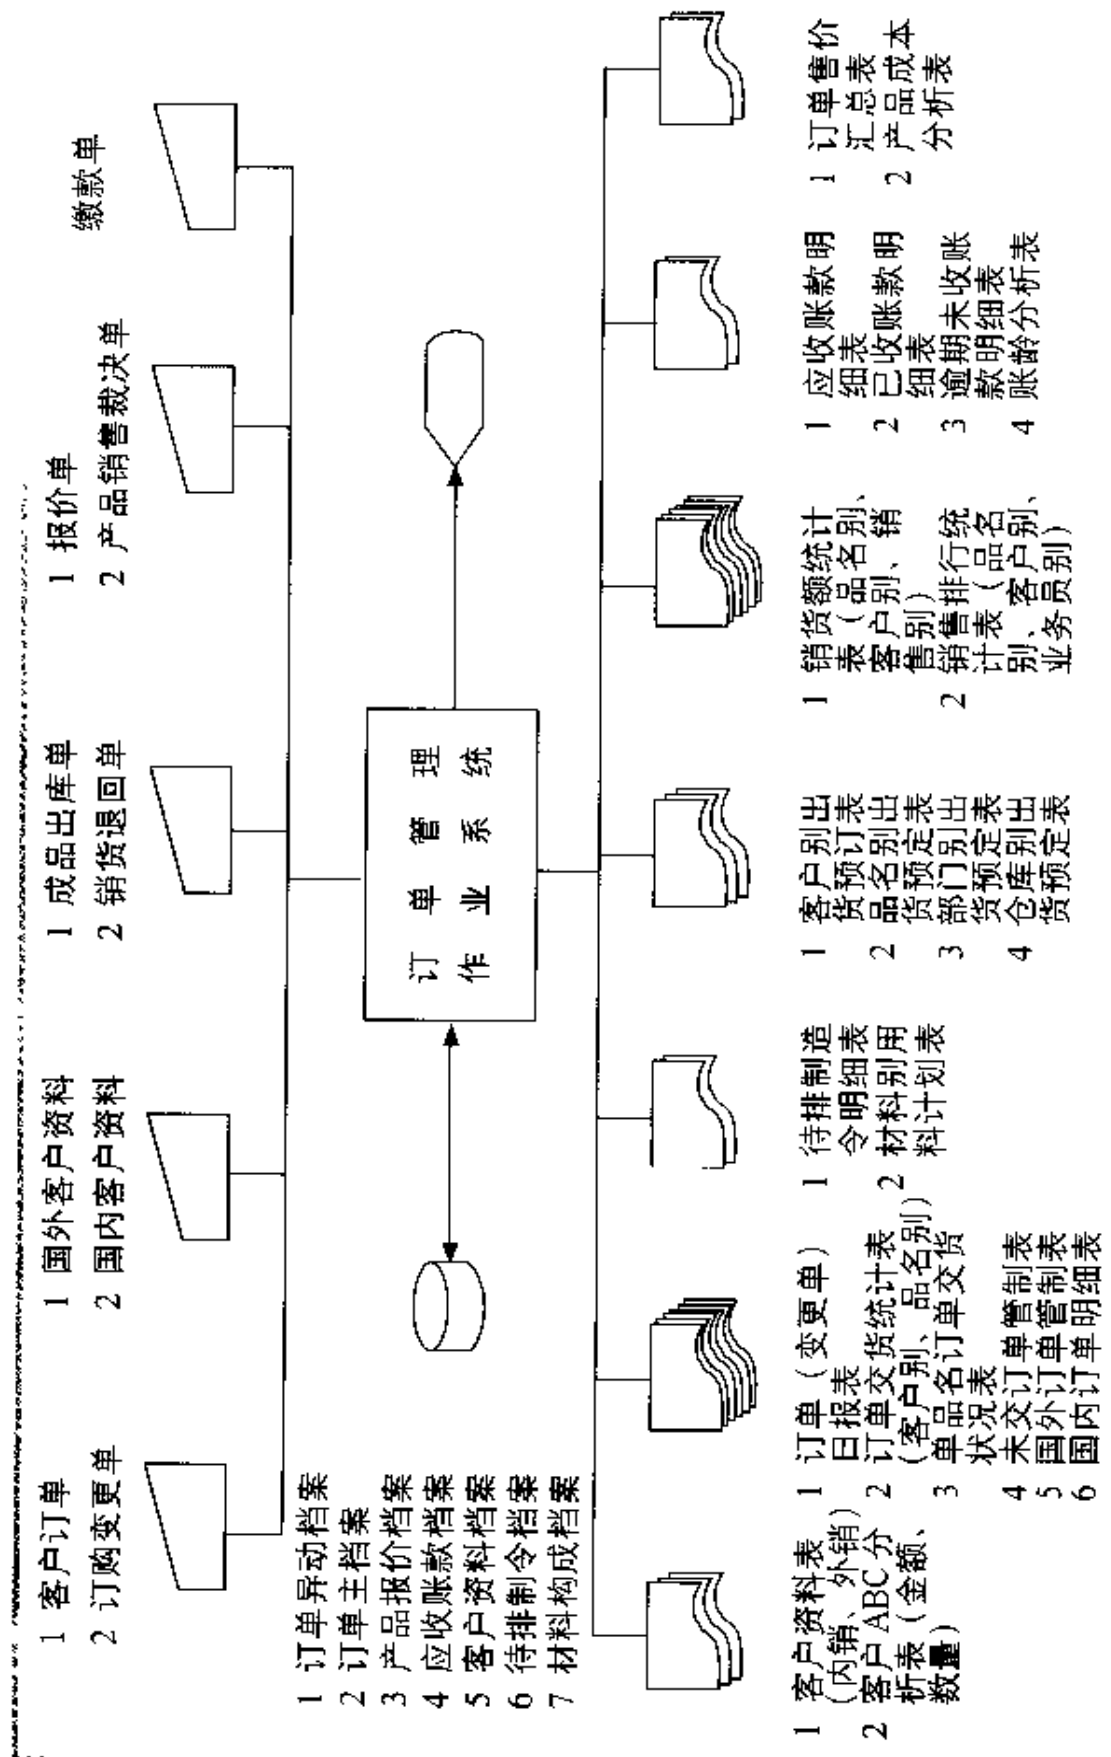 1 客户订单
2 订购变更单
1 国外客户资料
2 国内客户资料
1 成品出库单
2 销货退回单
1 报价单
2 产品销售裁决单
缴款单
1 订单异动档案
2 订单主档案
3 产品报价档案
4 应收账款档案
5 客户资料档案
6 待排制令档案
7 材料构成档案
订单管理
作业系统
1 客户资料表
（内销、外销）
2 客户ABC分
析表（金额、
数量）
1 订单（变更单）
日报表
2 订单交货统计表
（客户别、品名别）
3 单品名订单交货
状况表
4 未交订单管制表
5 国外订单管制表
6 国内订单明细表
1 待排制造
令明细表
2 材料别用
料计划表
1 客户别出
货预订表
2 品名别出
货预定表
3 部门别出
货预定表
4 仓库别出
货预定表
1 销货额统计
表（品名别、
客户别、销
售别）
2 销售排行统
计表（品名
别、客户别、
业务员别）
1 应收账款明
细表
2 已收账款明
细表
3 逾期未收账
款明细表
4 账龄分析表
1 订单售价
汇总表
2 产品成本
分析表